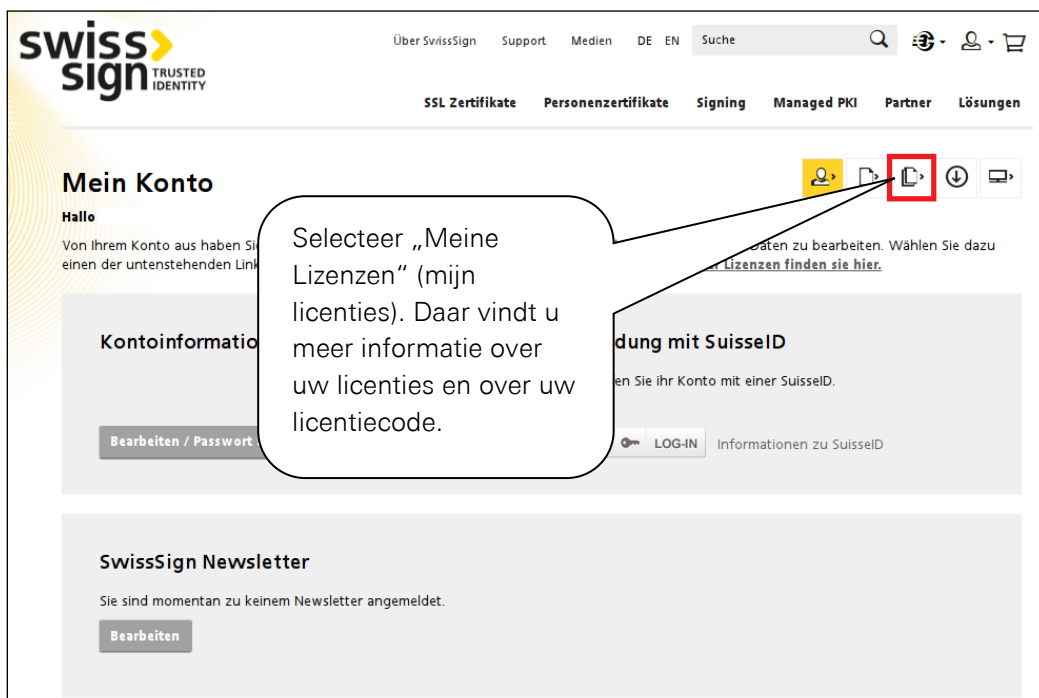 swiss
sign TRUSTED
IDENTITY
Über SwissSign Support Medien DE EN Suche
SSL Zertifikate Personenzertifikate Signing Managed PKI Partner Lösungen
Mein Konto
Hallo
Von Ihrem Konto aus haben Sie Daten zu bearbeiten. Wählen Sie dazu
einen der untenstehenden Link Lizenzen finden sie hier.
Selecteer „Meine
Lizenzen“ (mijn
licenties). Daar vindt u
meer informatie over
uw licenties en over uw
licentiecode.
Kontoinformatio dung mit SuisseID
en Sie ihr Konto mit einer SuisseID.
Bearbeiten / Passwort LOG-IN Informationen zu SuisseID
SwissSign Newsletter
Sie sind momentan zu keinem Newsletter angemeldet.
Bearbeiten